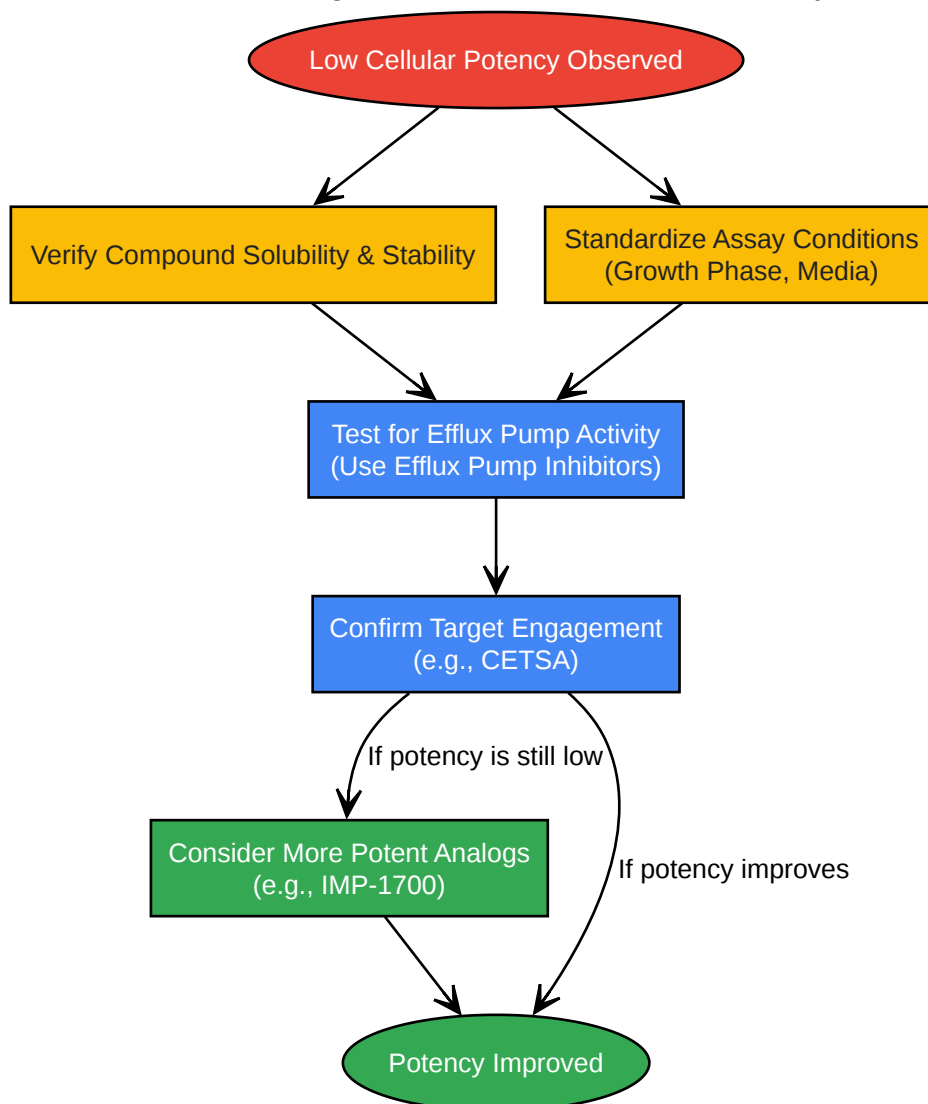 Low Cellular Potency Observed
Verify Compound Solubility & Stability
Standardize Assay Conditions
(Growth Phase, Media)
Test for Efflux Pump Activity
(Use Efflux Pump Inhibitors)
Confirm Target Engagement
(e.g., CETSA)
If potency is still low
Consider More Potent Analogs
(e.g., IMP-1700)
If potency improves
Potency Improved